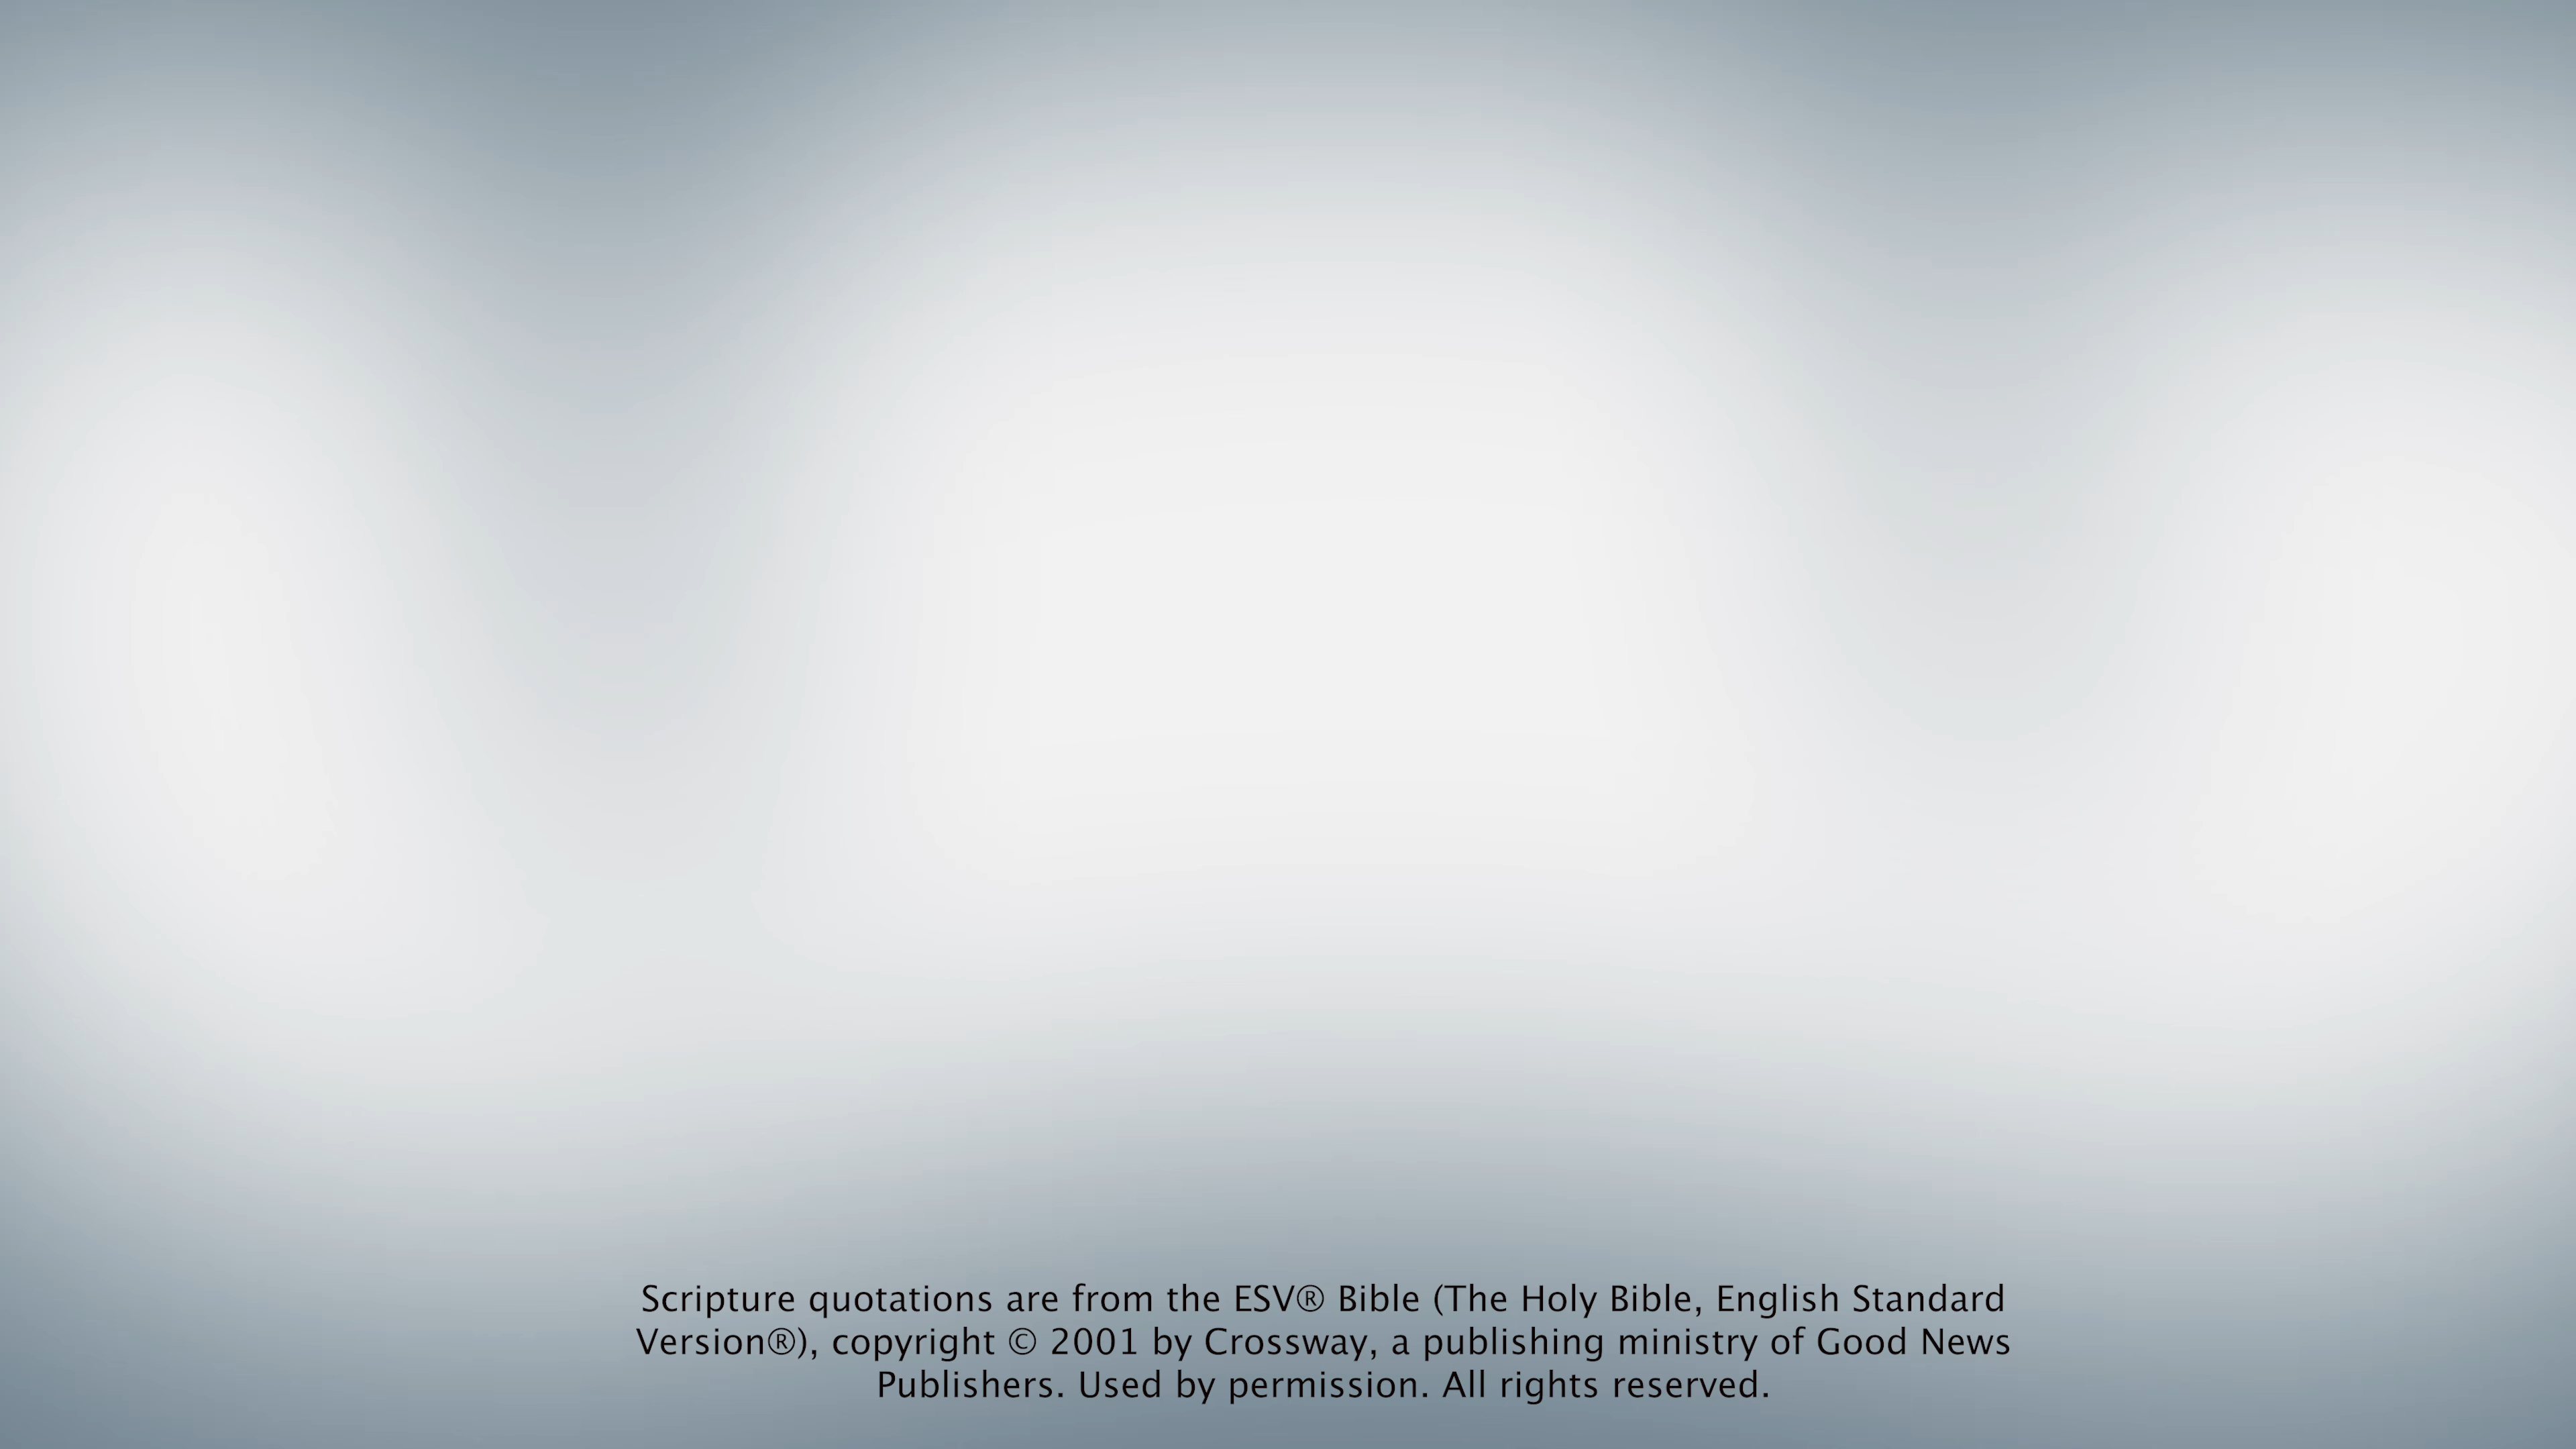 Scripture quotations are from the ESV® Bible (The Holy Bible, English Standard
Version®), copyright © 2001 by Crossway, a publishing ministry of Good News
Publishers. Used by permission. All rights reserved.